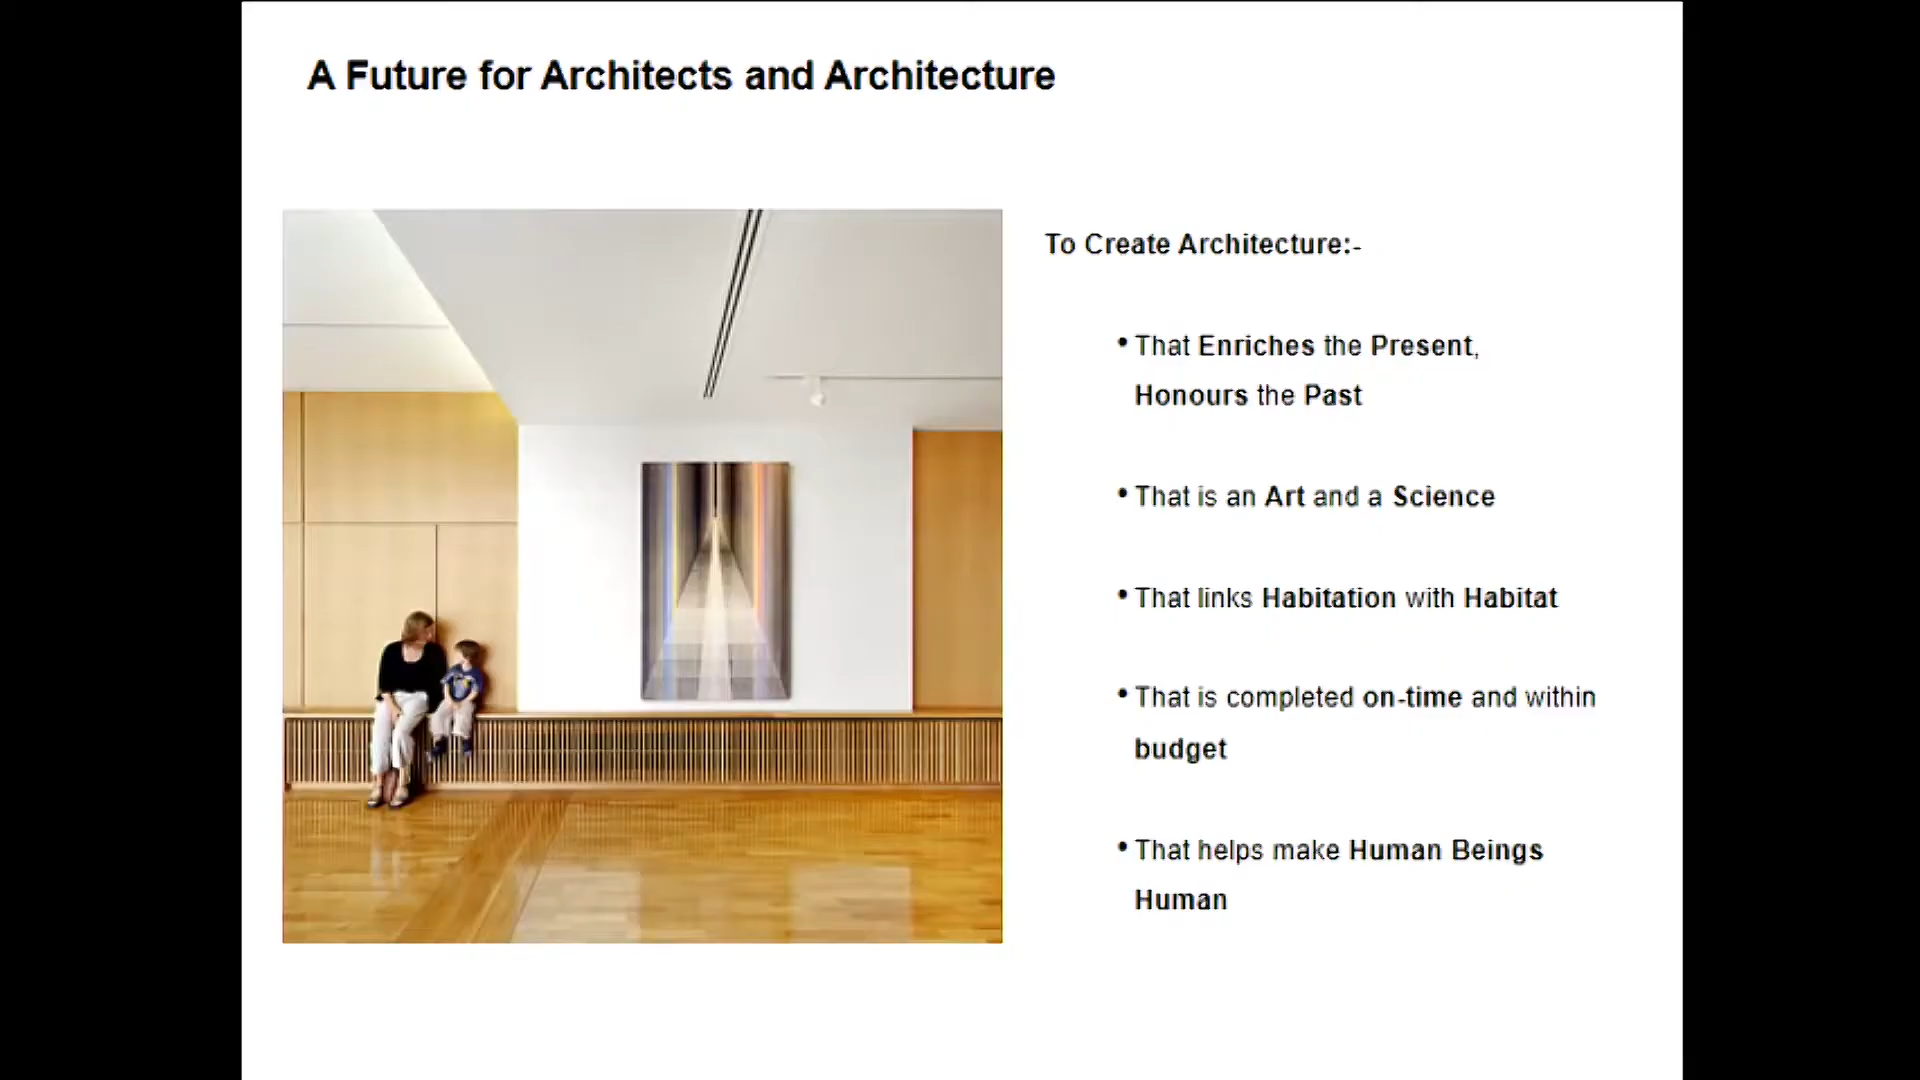 A Future for Architects and Architecture
To Create Architecture:-
• That Enriches the Present,
Honours the Past
• That is an Art and a Science
• That links Habitation with Habitat
• That is completed on-time and within
budget
• That helps make Human Beings
Human